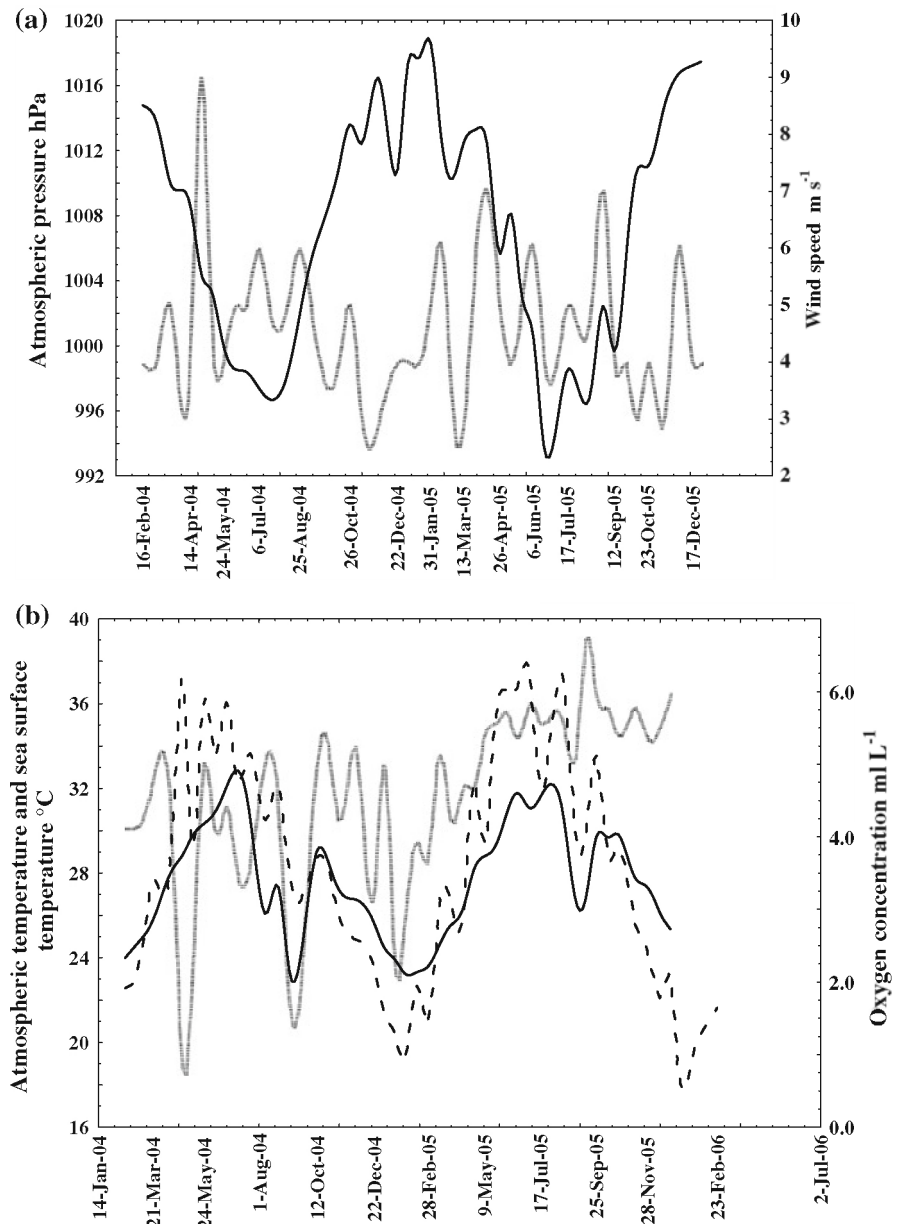 (a)
1020
1016
1012
1008
1004
1000
996
992
Atmospheric pressure hPa
10
9
8
7
6
5
4
3
2
Wind speed m s-1
16-Feb-04
14-Apr-04
24-May-04
6-Jul-04
25-Aug-04
26-Oct-04
22-Dec-04
31-Jan-05
13-Mar-05
26-Apr-05
6-Jun-05
17-Jul-05
12-Sep-05
23-Oct-05
17-Dec-05
(b)
40
36
32
28
24
20
16
Atmospheric temperature and sea surface
temperature °C
6.0
4.0
2.0
0.0
Oxygen concentration ml L-1
14-Jan-04
21-Mar-04
24-May-04
1-Aug-04
12-Oct-04
22-Dec-04
28-Feb-05
9-May-05
17-Jul-05
25-Sep-05
28-Nov-05
23-Feb-06
2-Jul-06